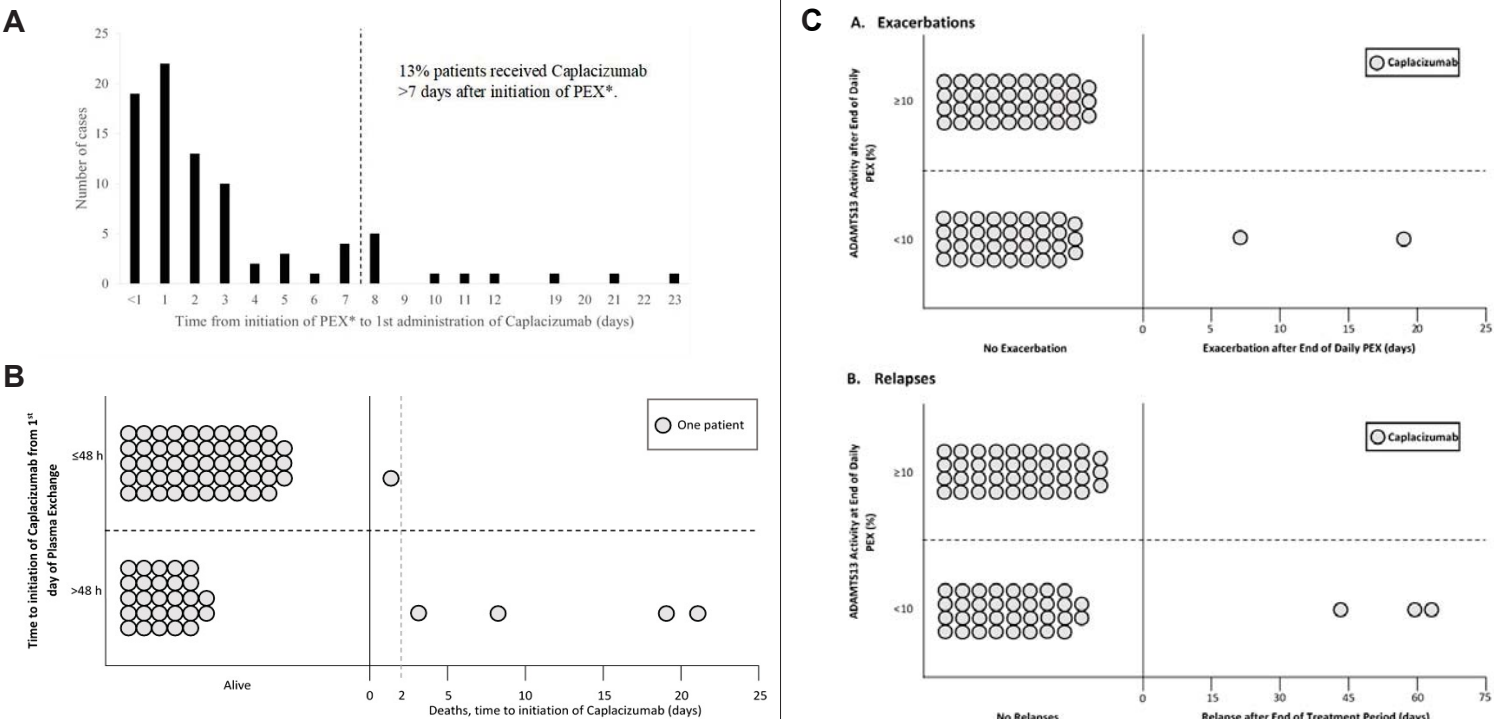 A
25
20
15
10
5
0
Number of cases
13% patients received Caplacizumab
>7 days after initiation of PEX*.
<1 1 2 3 4 5 6 7 8 9 10 11 12 19 20 21 22 23
Time from initiation of PEX* to 1st administration of Caplacizumab (days)
B
Time to initiation of Caplacizumab from 1st
day of Plasma Exchange
≤48 h
>48 h
One patient
Alive
0 2 5 10 15 20 25
Deaths, time to initiation of Caplacizumab (days)
C
A. Exacerbations
ADAMTS13 Activity after End of Daily
PEX (%)
≥10
<10
Caplacizumab
0 5 10 15 20 25
No Exacerbation
Exacerbation after End of Daily PEX (days)
B. Relapses
ADAMTS13 Activity at End of Daily
PEX (%)
≥10
<10
Caplacizumab
0 15 30 45 60 75
No Relapses
Relapse after End of Treatment Period (days)